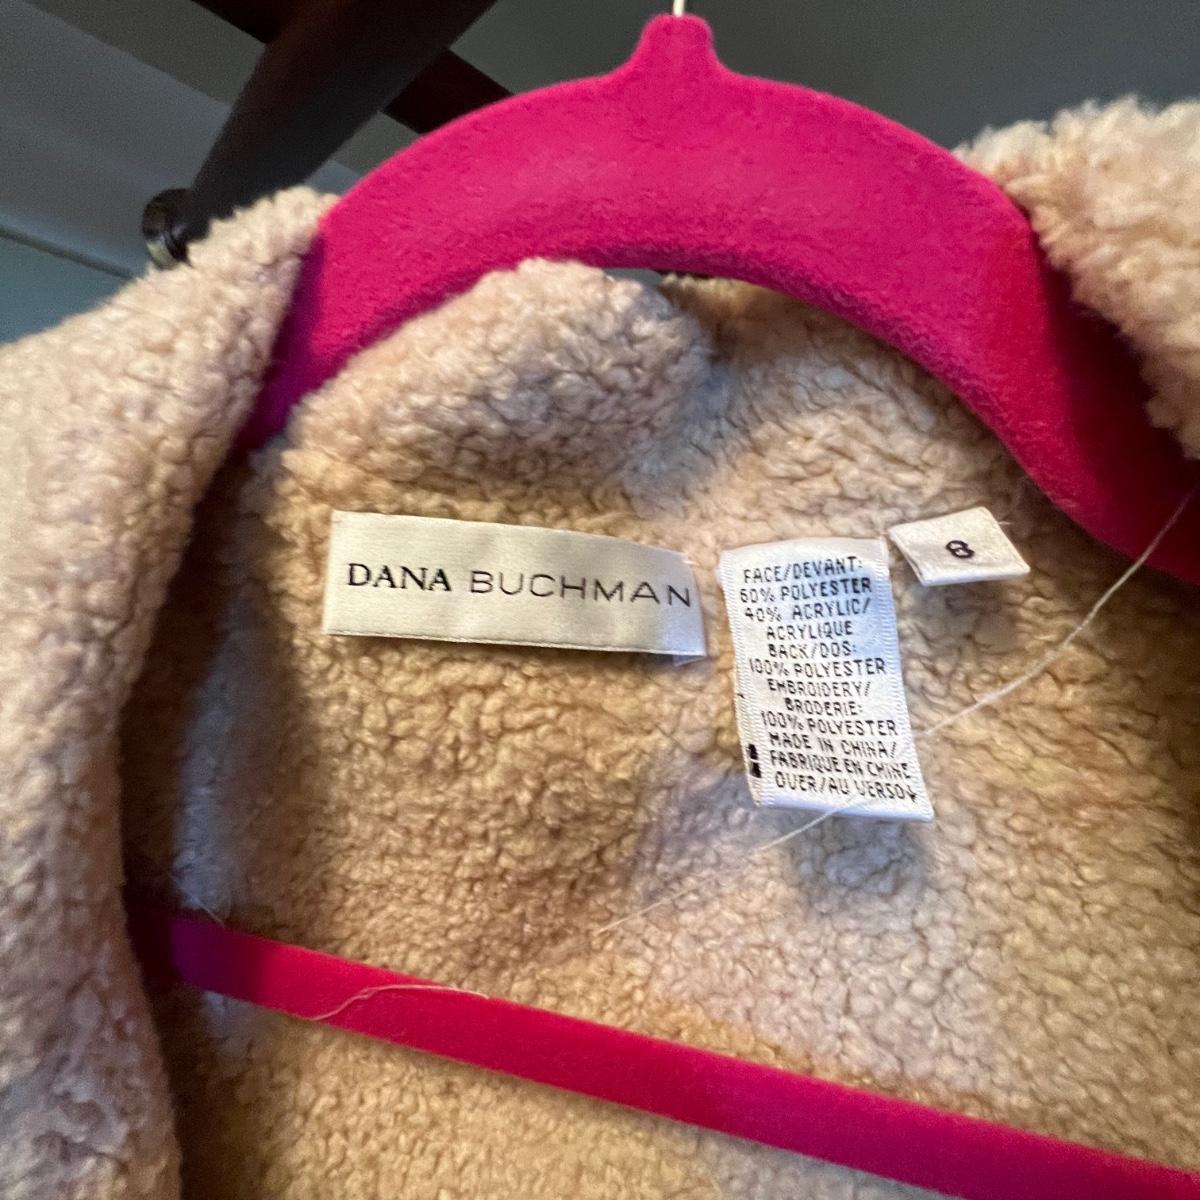 DANA BUCHMAN
FACE/DEVANT:
60% POLYESTER
40% ACRYLIC/
ACRYLIQUE
BACK/DOS:
100% POLYESTER
EMBROIDERY/
BRODERIE:
100% POLYESTER
MADE IN CHINA/
FABRIQUE EN CHINE
OVER/AU VERSO